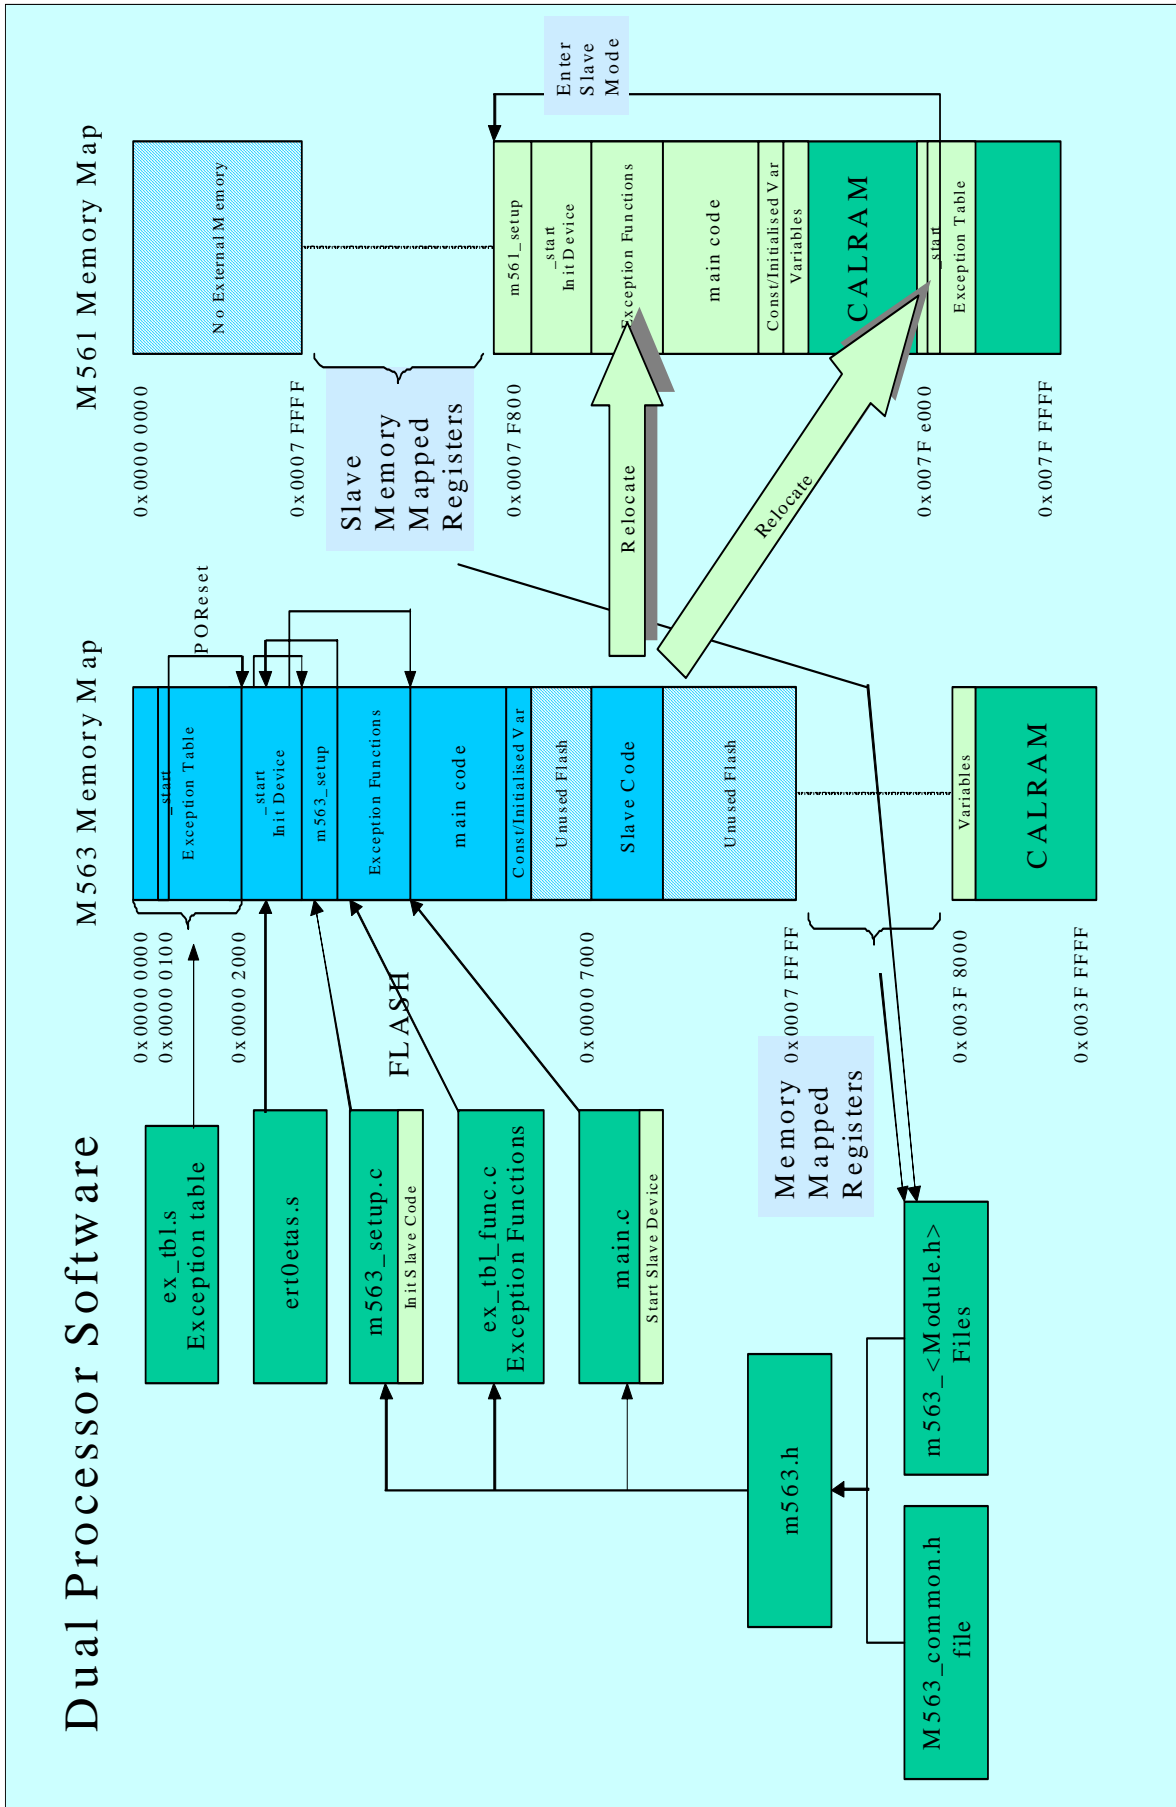 Dual Processor Software
M563 Memory Map
M561 Memory Map
ex_tbl.s
Exception table
ert0etas.s
m563_setup.c
Init Slave Code
ex_tbl_func.c
Exception Functions
main.c
Start Slave Device
m563.h
M563_common.h
file
m563_<Module.h>
Files
0x0000 0000
0x0000 0100
0x0000 2000
FLASH
0x0000 7000
0x0007 FFFF
Memory
Mapped
Registers
0x003F 8000
0x003F FFFF
_start
Exception Table
_start
Init Device
m563_setup
Exception Functions
main code
Const/Initialised Var
Unused Flash
Slave Code
Unused Flash
Variables
CALRAM
POReset
Relocate
Relocate
0x0000 0000
0x0007 FFFF
Slave
Memory
Mapped
Registers
0x0007 F800
0x007F e000
0x007F FFFF
No External Memory
m561_setup
_start
Init Device
Exception Functions
main code
Const/Initialised Var
Variables
CALRAM
_start
Exception Table
Enter
Slave
Mode